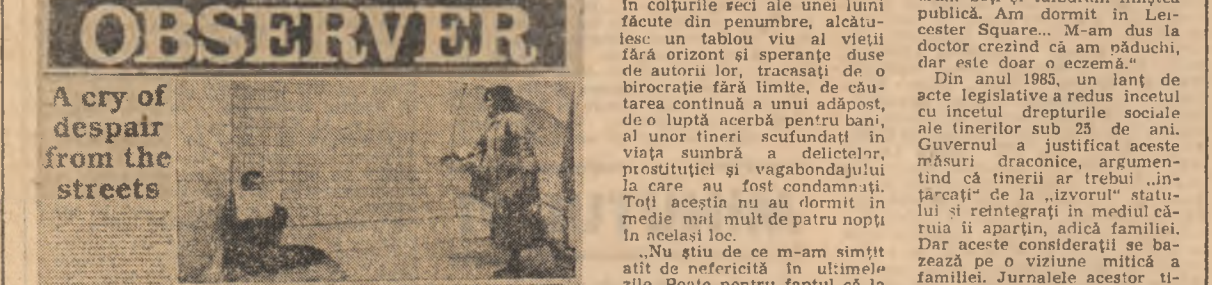 OBSERVER
A cry of
despair
from the
streets
în colțurile reci ale unei lumi
făcute din penumbre, alcătu-
iesc un tablou viu al vieții
fără orizont și speranțe duse
de autorii lor, tracasați de o
birocrație fără limite, de cău-
tarea continuă a unui adăpost,
de o luptă acerbă pentru bani,
al unor tineri scufundați în
viața sumbră a delictelor,
prostituției și vagabondajului
la care au fost condamnați.
Toți aceștia nu au dormit în
medie mai mult de patru nopți
în același loc.
„Nu știu de ce m-am simțit
atît de nefericită în ultimele
zile. Poate pentru faptul că la
publică. Am dormit în Lei-
cester Square... M-am dus la
doctor crezînd că am păduchi,
dar este doar o eczemă.“
Din anul 1985, un lanț de
acte legislative a redus încetul
cu încetul drepturile sociale
ale tinerilor sub 25 de ani.
Guvernul a justificat aceste
măsuri draconice, argumen-
tînd că tinerii ar trebui „în-
țărcați“ de la „izvorul“ statu-
lui și reintegrați în mediul că-
ruia îi aparțin, adică familiei.
Dar aceste considerații se ba-
zează pe o viziune mitică a
familiei. Jurnalele acestor ti-